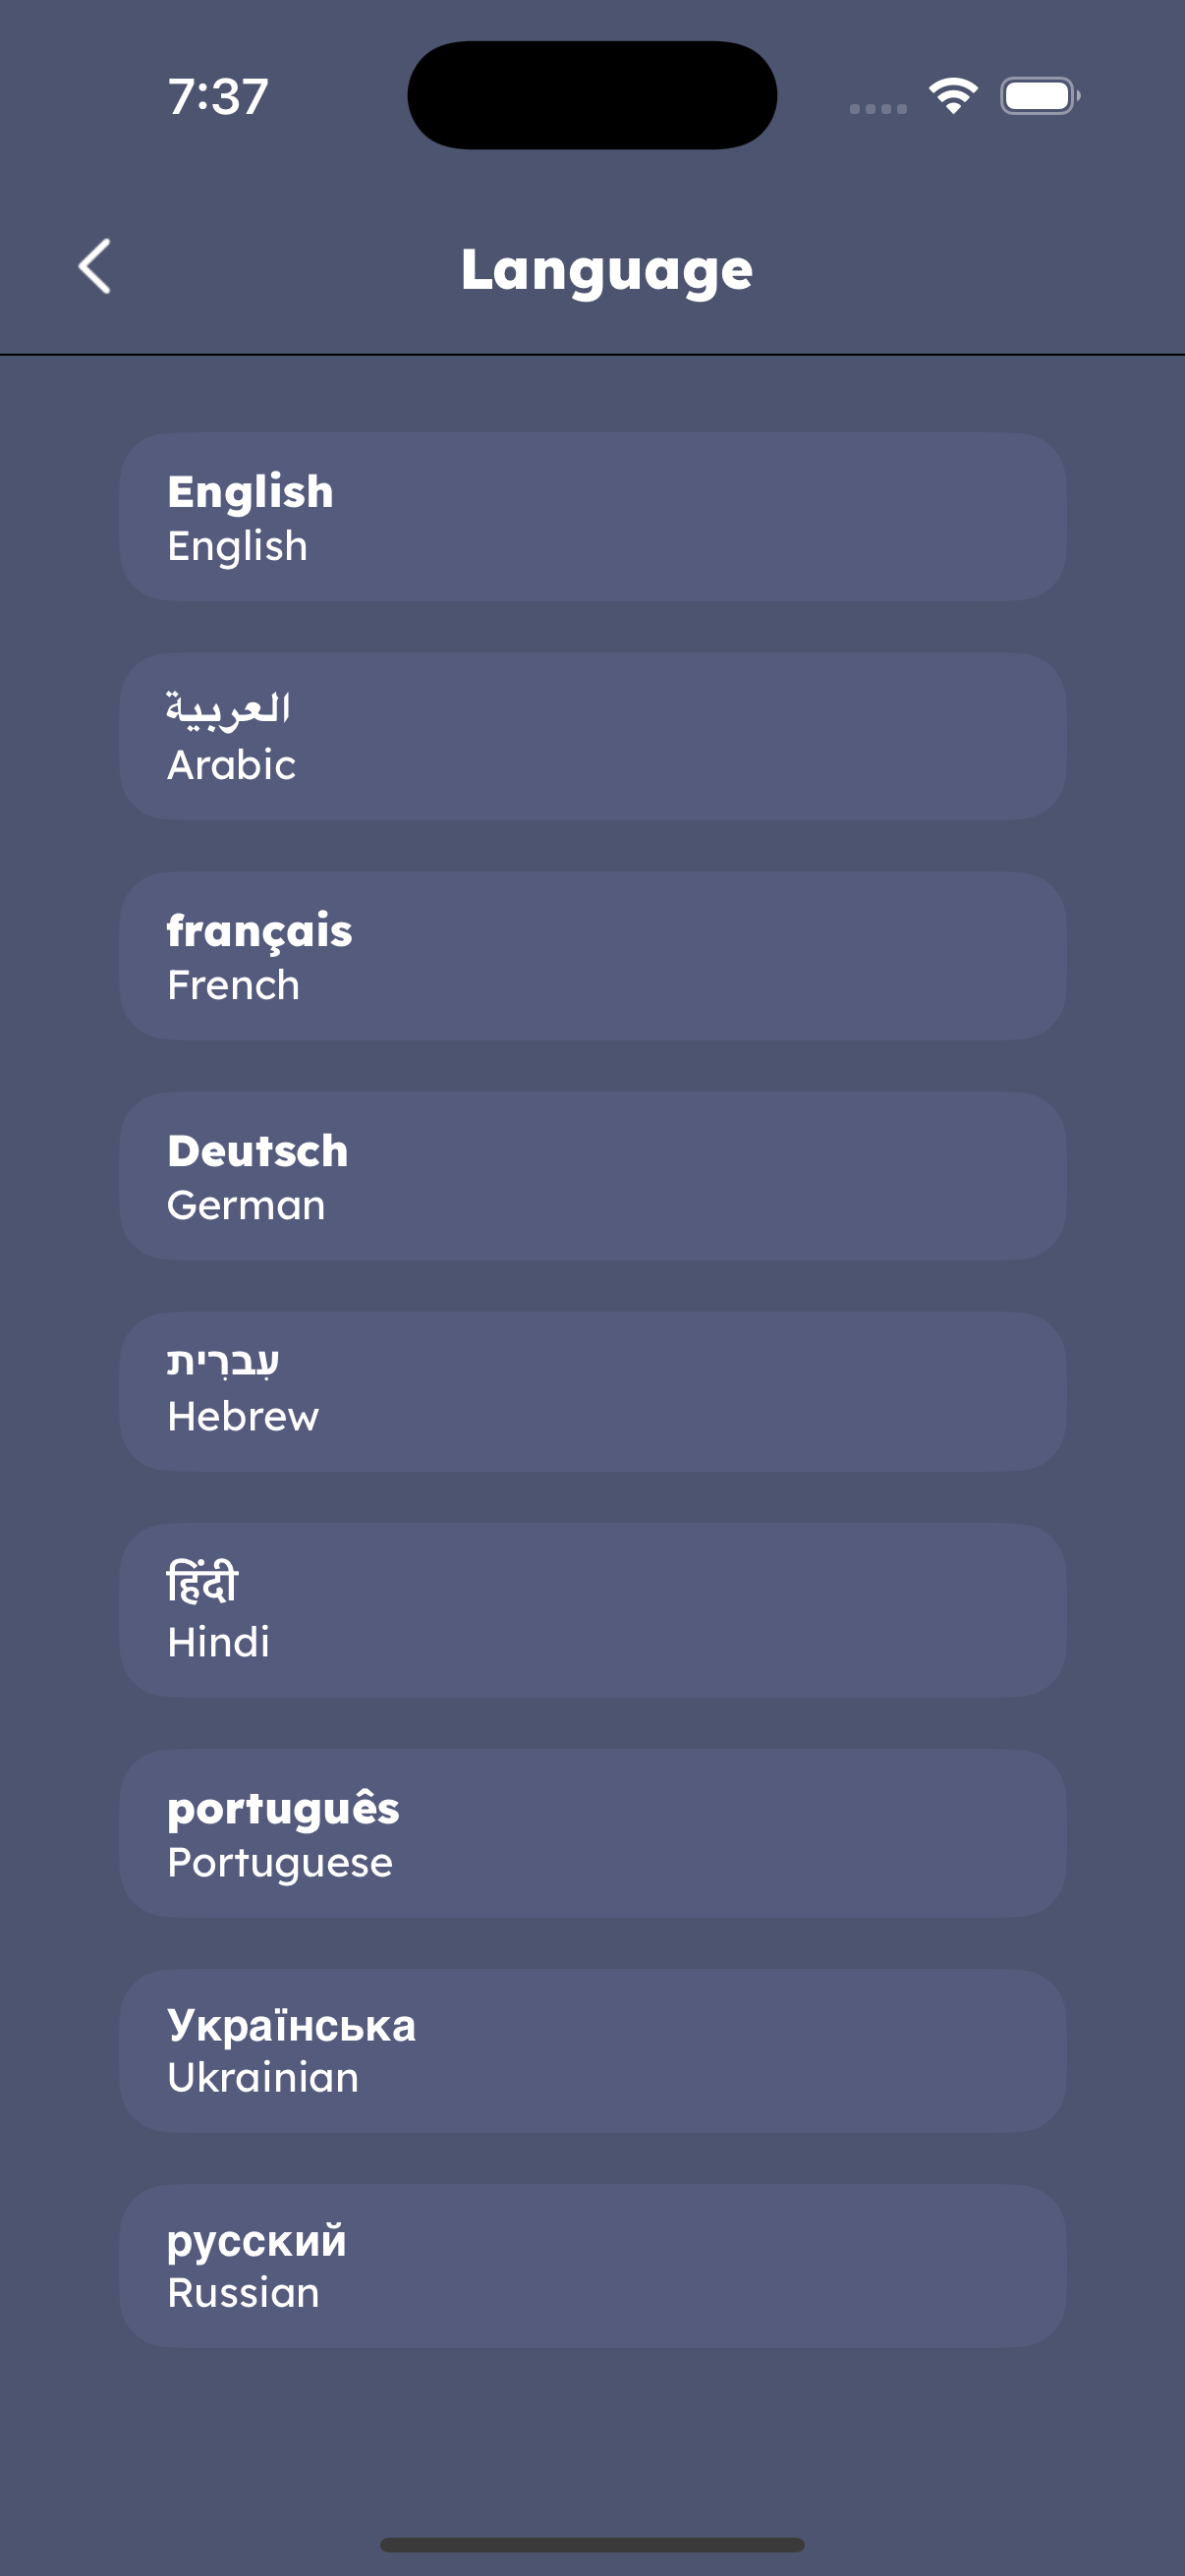 7:37
Language
English
English
العربية
Arabic
français
French
Deutsch
German
עִברִית
Hebrew
हिंदी
Hindi
português
Portuguese
Українська
Ukrainian
русский
Russian